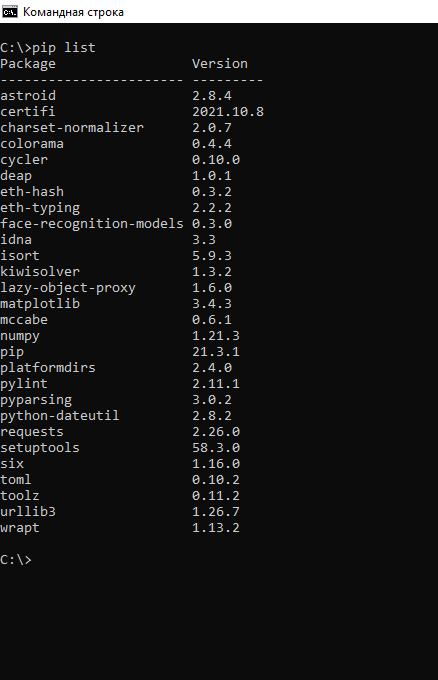 Командная строка
C:\>pip list
Package                 Version
----------------------- ---------
astroid                 2.8.4
certifi                 2021.10.8
charset-normalizer      2.0.7
colorama                0.4.4
cycler                  0.10.0
deap                    1.0.1
eth-hash                0.3.2
eth-typing              2.2.2
face-recognition-models 0.3.0
idna                    3.3
isort                   5.9.3
kiwisolver              1.3.2
lazy-object-proxy       1.6.0
matplotlib              3.4.3
mccabe                  0.6.1
numpy                   1.21.3
pip                     21.3.1
platformdirs            2.4.0
pylint                  2.11.1
pyparsing               3.0.2
python-dateutil         2.8.2
requests                2.26.0
setuptools              58.3.0
six                     1.16.0
toml                    0.10.2
toolz                   0.11.2
urllib3                 1.26.7
wrapt                   1.13.2
C:\>